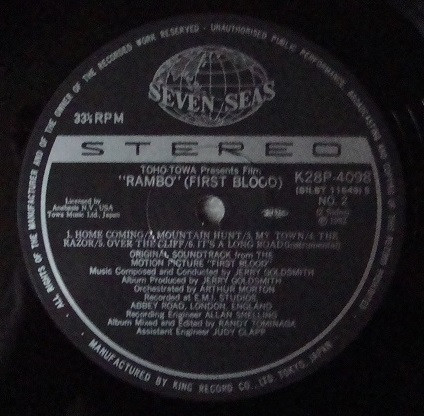 SEVEN SEAS
33⅓ RPM
STEREO
TOHO-TOWA Presents Film,
"RAMBO" (FIRST BLOOD)
K28P-4098
NO. 2
Licensed by
Anabasis N.V., USA
Towa Music Ltd., Japan
1. HOME COMING/2. MOUNTAIN HUNT/3. MY TOWN/4. THE
RAZOR/5. OVER THE CLIFF/6. IT'S A LONG ROAD(instrumental)
ORIGINAL SOUNDTRACK from THE
MOTION PICTURE "FIRST BLOOD"
Music Composed and Conducted by JERRY GOLDSMITH
Album Produced by JERRY GOLDSMITH
Orchestrated by ARTHUR MORTON
Recorded at E.M.I. STUDIOS,
ABBEY ROAD, LONDON, ENGLAND
Recording Engineer ALLAN SNELLING
Album Mixed and Edited by RANDY TOMINAGA
Assistant Engineer JUDY CLAPP
ALL RIGHTS OF THE MANUFACTURER AND OF THE OWNER OF THE RECORDED WORK RESERVED - UNAUTHORISED PUBLIC PERFORMANCE, BROADCASTING AND COPYING OF
MANUFACTURED BY KING RECORD CO., LTD. TOKYO, JAPAN